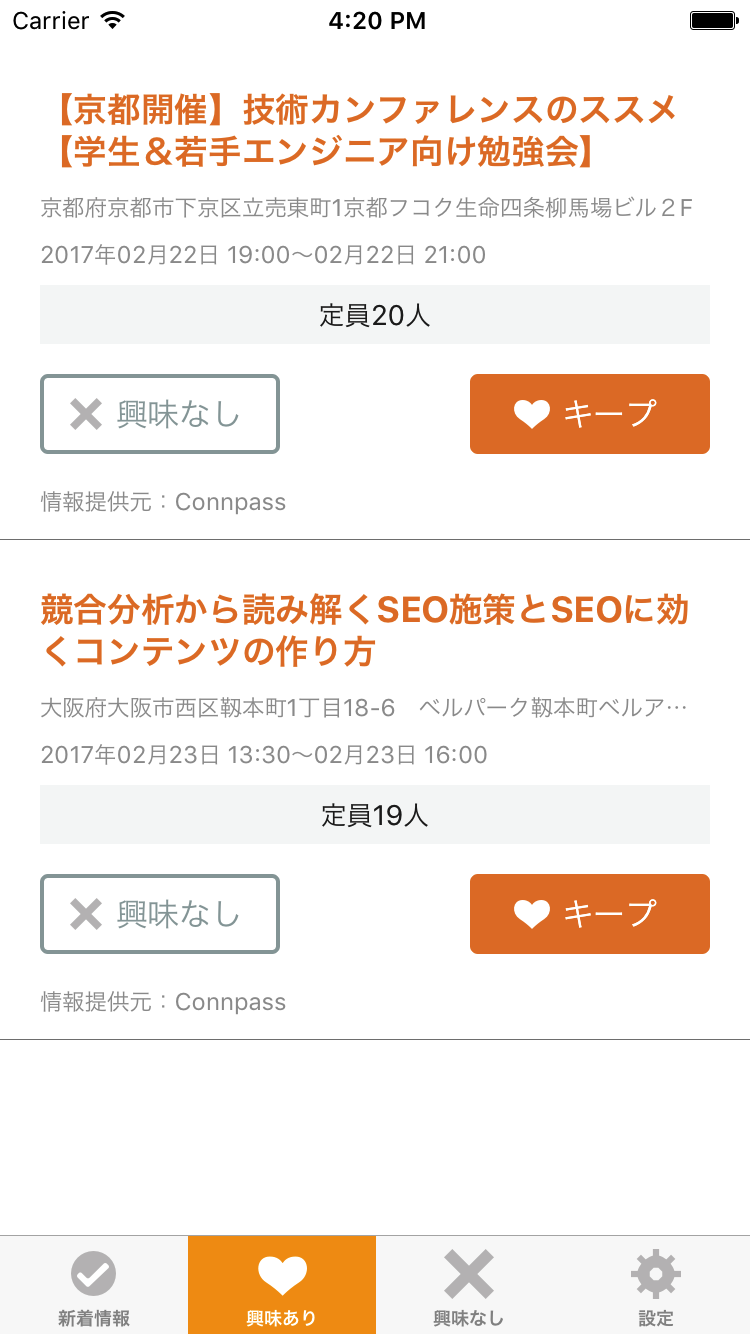 Carrier 4:20 PM
【京都開催】技術カンファレンスのススメ
【学生＆若手エンジニア向け勉強会】
京都府京都市下京区立売東町1京都フコク生命四条柳馬場ビル２F
2017年02月22日 19:00〜02月22日 21:00
定員20人
興味なし キープ
情報提供元：Connpass
競合分析から読み解くSEO施策とSEOに効
くコンテンツの作り方
大阪府大阪市西区靱本町1丁目18-6　ベルパーク靱本町ベルア…
2017年02月23日 13:30〜02月23日 16:00
定員19人
興味なし キープ
情報提供元：Connpass
新着情報 興味あり 興味なし 設定